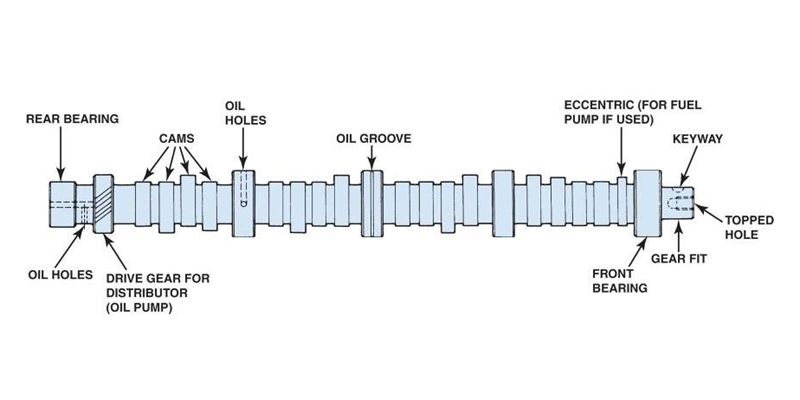 REAR BEARING
CAMS
OIL
HOLES
OIL GROOVE
ECCENTRIC (FOR FUEL
PUMP IF USED)
KEYWAY
TOPPED
HOLE
GEAR FIT
FRONT
BEARING
OIL HOLES
DRIVE GEAR FOR
DISTRIBUTOR
(OIL PUMP)